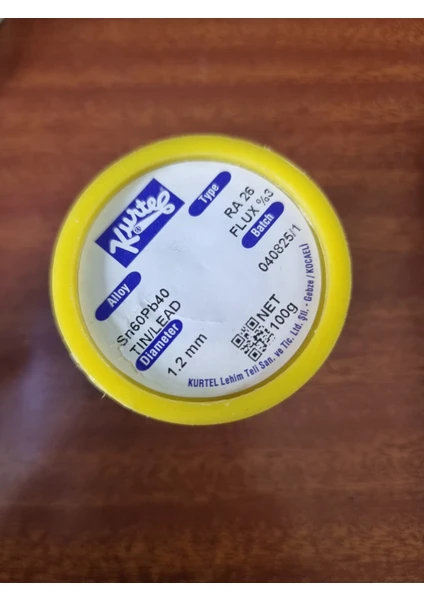 Kurtel®
Alloy
Sn60Pb40
TIN/LEAD
Diameter
1.2 mm
Type
RA 26
FLUX %3
Batch
040825/1
NET
100g
KURTEL Lehim Teli San. ve Tic. Ltd. Şti. - Gebze / KOCAELİ